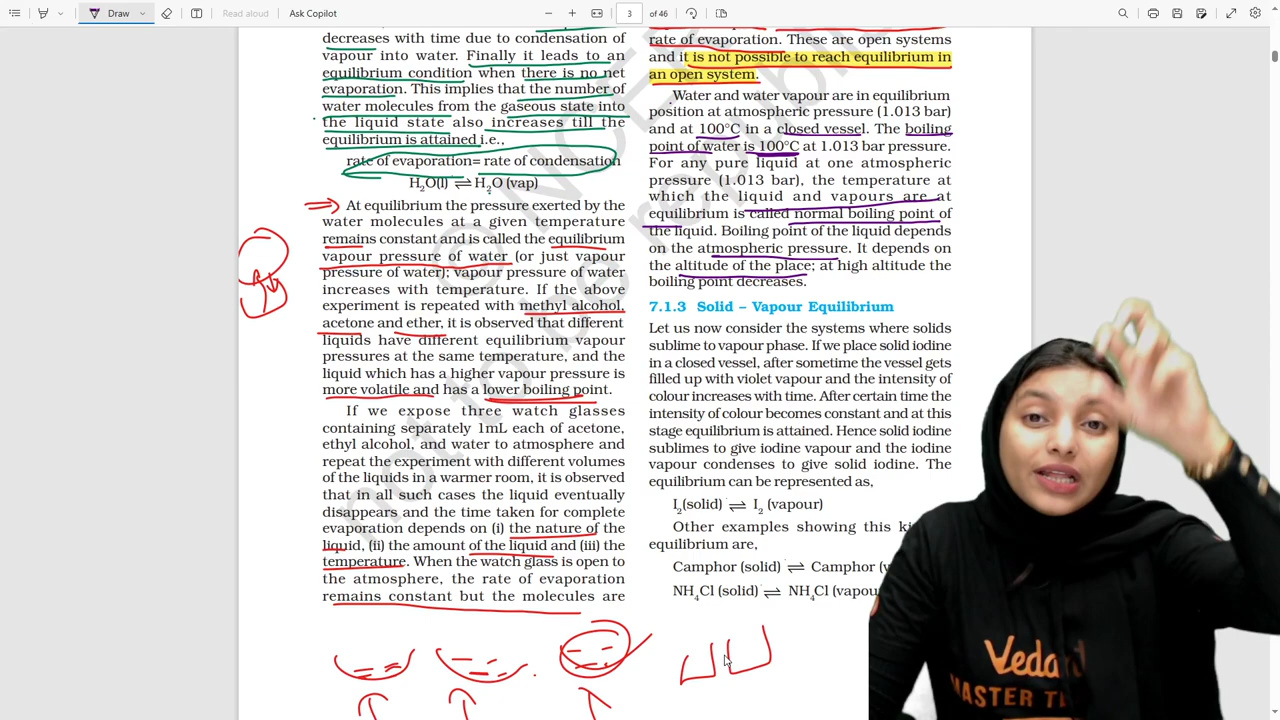 Draw
Read aloud
Ask Copilot
3
of 46
decreases with time due to condensation of
vapour into water. Finally it leads to an
equilibrium condition when there is no net
evaporation. This implies that the number of
water molecules from the gaseous state into
the liquid state also increases till the
equilibrium is attained i.e.,
rate of evaporation= rate of condensation
H2O(l) ⇌ H2O (vap)
At equilibrium the pressure exerted by the
water molecules at a given temperature
remains constant and is called the equilibrium
vapour pressure of water (or just vapour
pressure of water); vapour pressure of water
increases with temperature. If the above
experiment is repeated with methyl alcohol,
acetone and ether, it is observed that different
liquids have different equilibrium vapour
pressures at the same temperature, and the
liquid which has a higher vapour pressure is
more volatile and has a lower boiling point.
If we expose three watch glasses
containing separately 1mL each of acetone,
ethyl alcohol, and water to atmosphere and
repeat the experiment with different volumes
of the liquids in a warmer room, it is observed
that in all such cases the liquid eventually
disappears and the time taken for complete
evaporation depends on (i) the nature of the
liquid, (ii) the amount of the liquid and (iii) the
temperature. When the watch glass is open to
the atmosphere, the rate of evaporation
remains constant but the molecules are
rate of evaporation. These are open systems
and it is not possible to reach equilibrium in
an open system.
Water and water vapour are in equilibrium
position at atmospheric pressure (1.013 bar)
and at 100°C in a closed vessel. The boiling
point of water is 100°C at 1.013 bar pressure.
For any pure liquid at one atmospheric
pressure (1.013 bar), the temperature at
which the liquid and vapours are at
equilibrium is called normal boiling point of
the liquid. Boiling point of the liquid depends
on the atmospheric pressure. It depends on
the altitude of the place; at high altitude the
boiling point decreases.
7.1.3 Solid – Vapour Equilibrium
Let us now consider the systems where solids
sublime to vapour phase. If we place solid iodine
in a closed vessel, after sometime the vessel gets
filled up with violet vapour and the intensity of
colour increases with time. After certain time the
intensity of colour becomes constant and at this
stage equilibrium is attained. Hence solid iodine
sublimes to give iodine vapour and the iodine
vapour condenses to give solid iodine. The
equilibrium can be represented as,
I2(solid) ⇌ I2 (vapour)
Other examples showing this
equilibrium are,
Camphor (solid) ⇌ Camphor
NH4Cl (solid) ⇌ NH4Cl
© NCE
not to be republi
MASTER